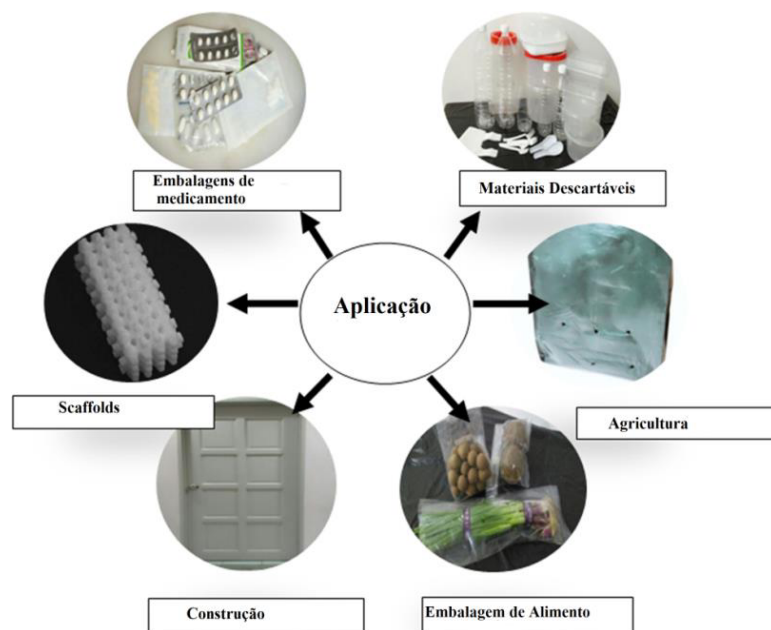 Embalagens de
medicamento
Materiais Descartáveis
Aplicação
Scaffolds
Agricultura
Construção
Embalagem de Alimento